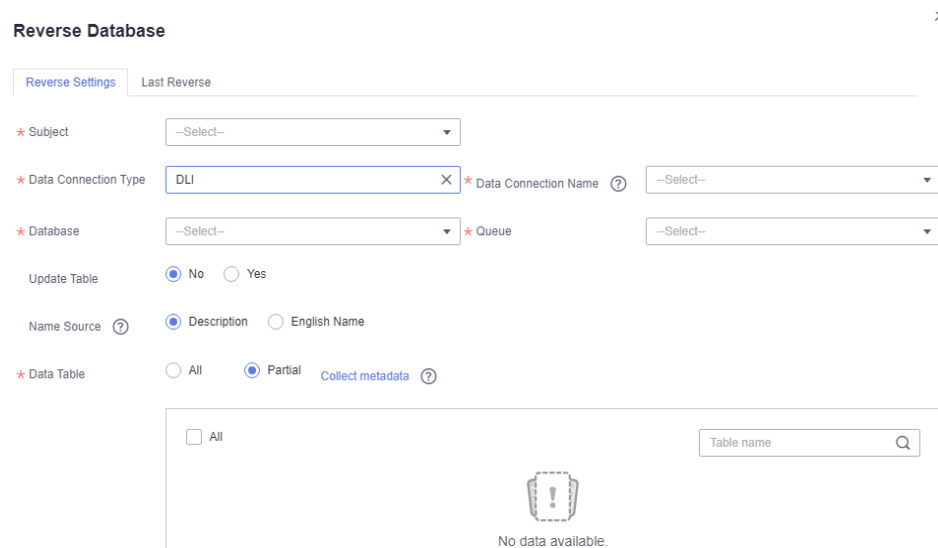 Reverse Database
Reverse Settings Last Reverse
* Subject --Select--
* Data Connection Type DLI * Data Connection Name ? --Select--
* Database --Select-- * Queue --Select--
Update Table No Yes
Name Source ? Description English Name
* Data Table All Partial Collect metadata ?
All Table name
No data available.